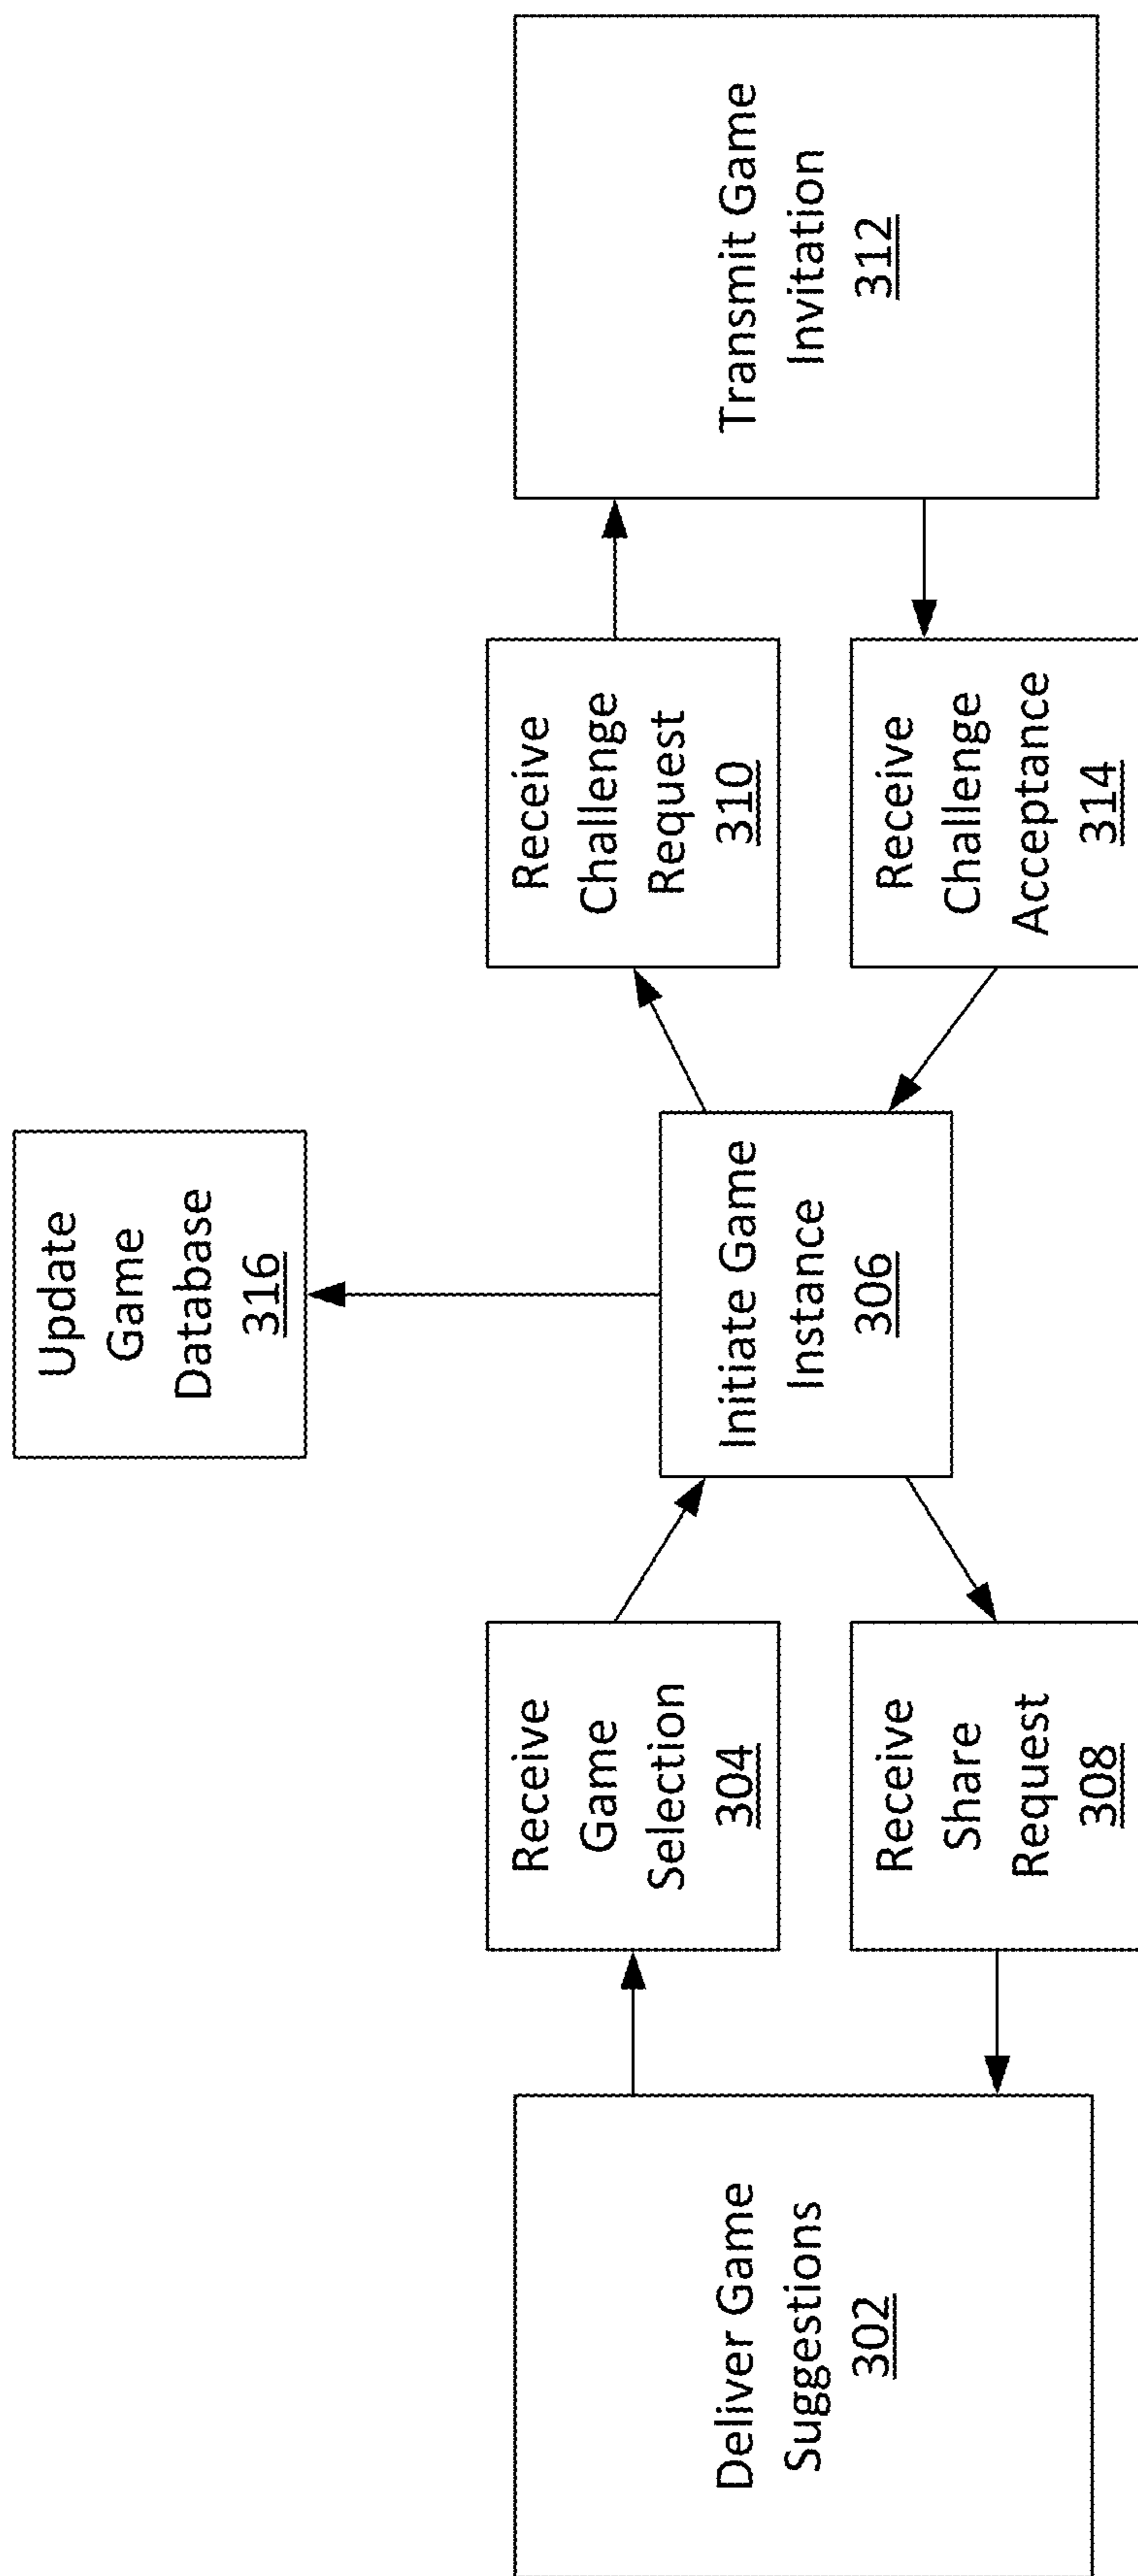 Update
Game
Database
316
Deliver Game
Suggestions
302
Receive
Game
Selection
304
Receive
Share
Request
308
Initiate Game
Instance
306
Receive
Challenge
Request
310
Receive
Challenge
Acceptance
314
Transmit Game
Invitation
312